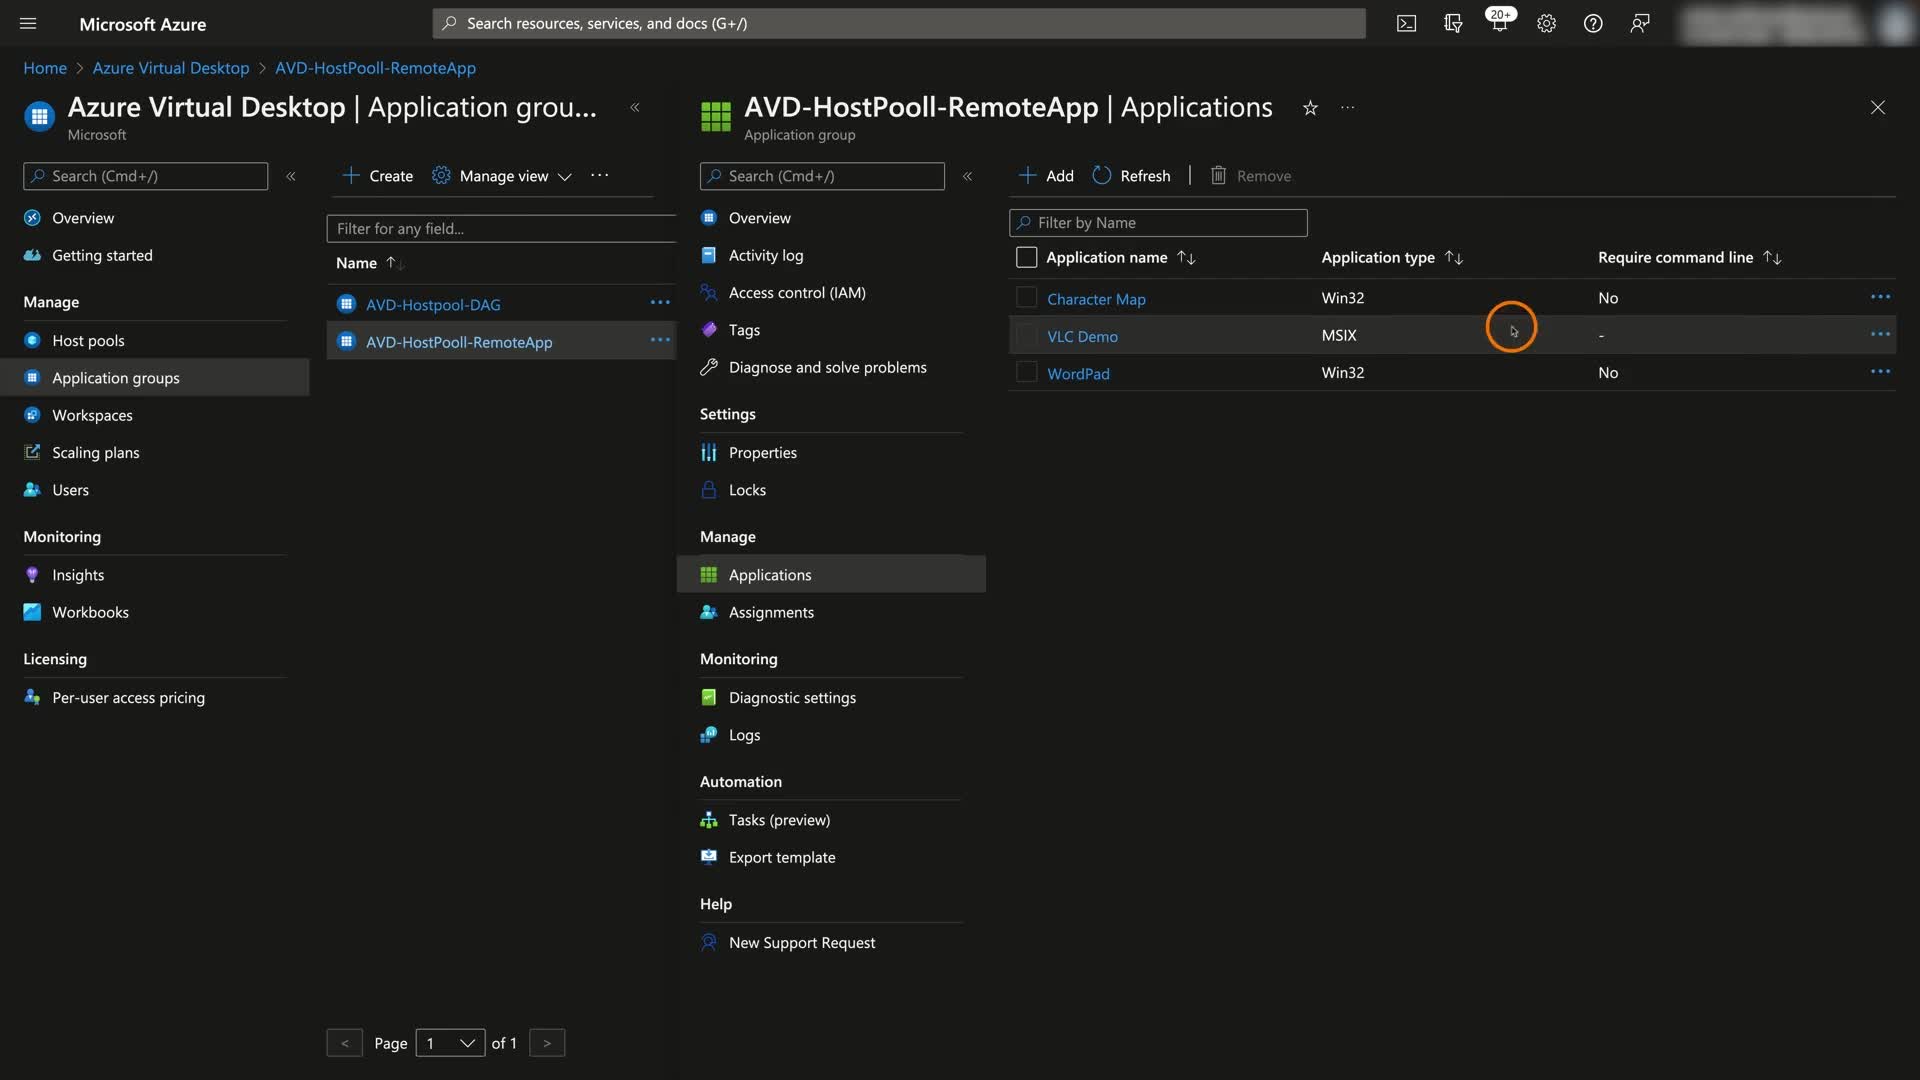 Microsoft Azure
Search resources, services, and docs (G+/)
20+
Home > Azure Virtual Desktop > AVD-HostPooll-RemoteApp
Azure Virtual Desktop | Application grou...
Microsoft
«
Search (Cmd+/)
«
Overview
Getting started
Manage
Host pools
Application groups
Workspaces
Scaling plans
Users
Monitoring
Insights
Workbooks
Licensing
Per-user access pricing
+ Create
Manage view
...
Filter for any field...
Name ↑↓
AVD-Hostpool-DAG ...
AVD-HostPooll-RemoteApp ...
< Page 1 of 1 >
AVD-HostPooll-RemoteApp | Applications
...
Application group
Search (Cmd+/)
«
Overview
Activity log
Access control (IAM)
Tags
Diagnose and solve problems
Settings
Properties
Locks
Manage
Applications
Assignments
Monitoring
Diagnostic settings
Logs
Automation
Tasks (preview)
Export template
Help
New Support Request
+ Add
Refresh
Remove
Filter by Name
Application name ↑↓ Application type ↑↓ Require command line ↑↓
Character Map Win32 No ...
VLC Demo MSIX - ...
WordPad Win32 No ...